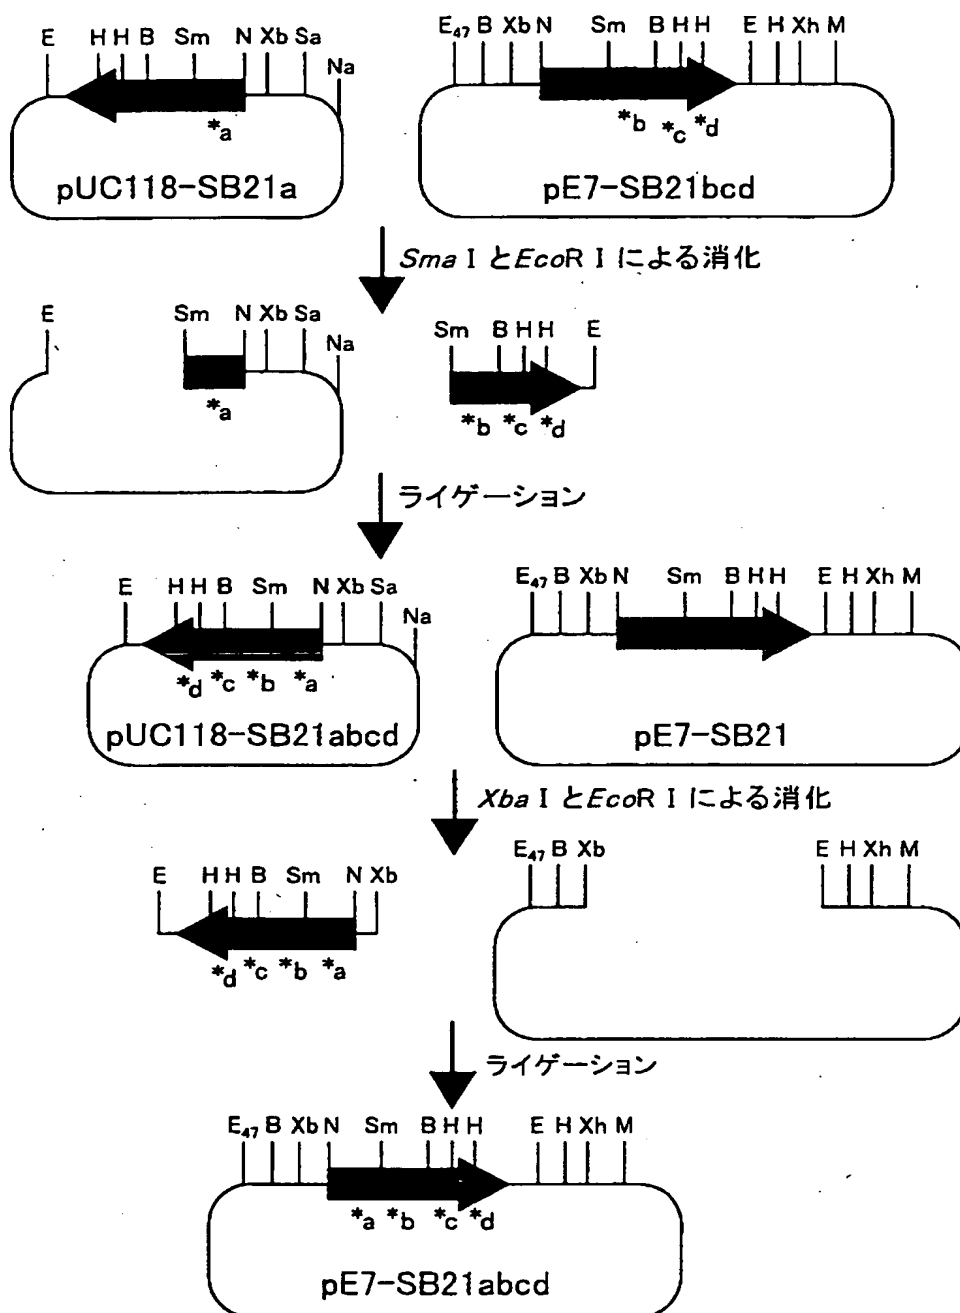 E H H B Sm N Xb Sa Na
*a
pUC118-SB21a
E47 B Xb N Sm B H H E H Xh M
*b *c *d
pE7-SB21bcd
Sma I とEcoR I による消化
E Sm N Xb Sa Na
*a
Sm B H H E
*b *c *d
ライゲーション
E H H B Sm N Xb Sa Na
*d *c *b *a
pUC118-SB21abcd
E47 B Xb N Sm B H H E H Xh M
pE7-SB21
Xba I とEcoR I による消化
E H H B Sm N Xb
*d *c *b *a
E47 B Xb E H Xh M
ライゲーション
E47 B Xb N Sm B H H E H Xh M
*a *b *c *d
pE7-SB21abcd